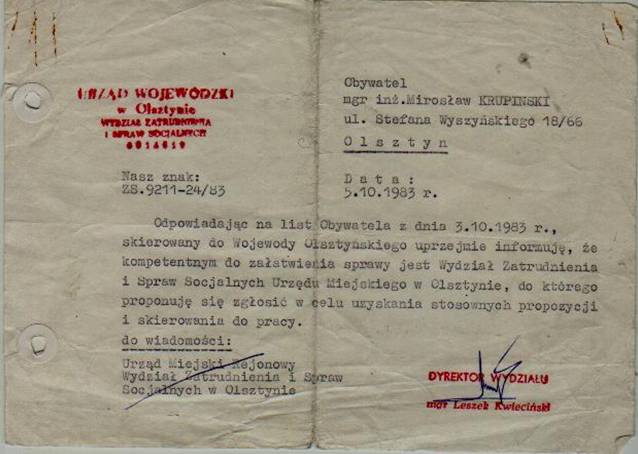 URZĄD WOJEWÓDZKI
w Olsztynie
WYDZIAŁ ZATRUDNIENIA
I SPRAW SOCJALNYCH
Obywatel
mgr inż.Mirosław KRUPIŃSKI
ul. Stefana Wyszyńskiego 18/66
O l s z t y n
Nasz znak:
ZS.9211-24/83
D a t a :
5.10.1983 r.
Odpowiadając na list Obywatela z dnia 3.10.1983 r.,
skierowany do Wojewody Olsztyńskiego uprzejmie informuję, że
kompetentnym do załatwienia sprawy jest Wydział Zatrudnienia
i Spraw Socjalnych Urzędu Miejskiego w Olsztynie, do którego
proponuję się zgłosić w celu uzyskania stosownych propozycji
i skierowania do pracy.
do wiadomości:
Urząd Miejski Rejonowy
Wydział Zatrudnienia i Spraw
Socjalnych w Olsztynie
DYREKTOR WYDZIAŁU
mgr Leszek Kwieciński